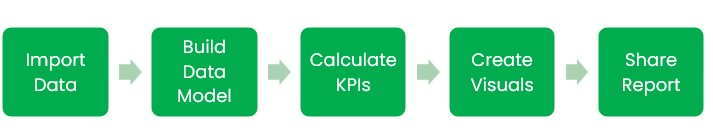 Import
Data
Build
Data
Model
Calculate
KPIs
Create
Visuals
Share
Report